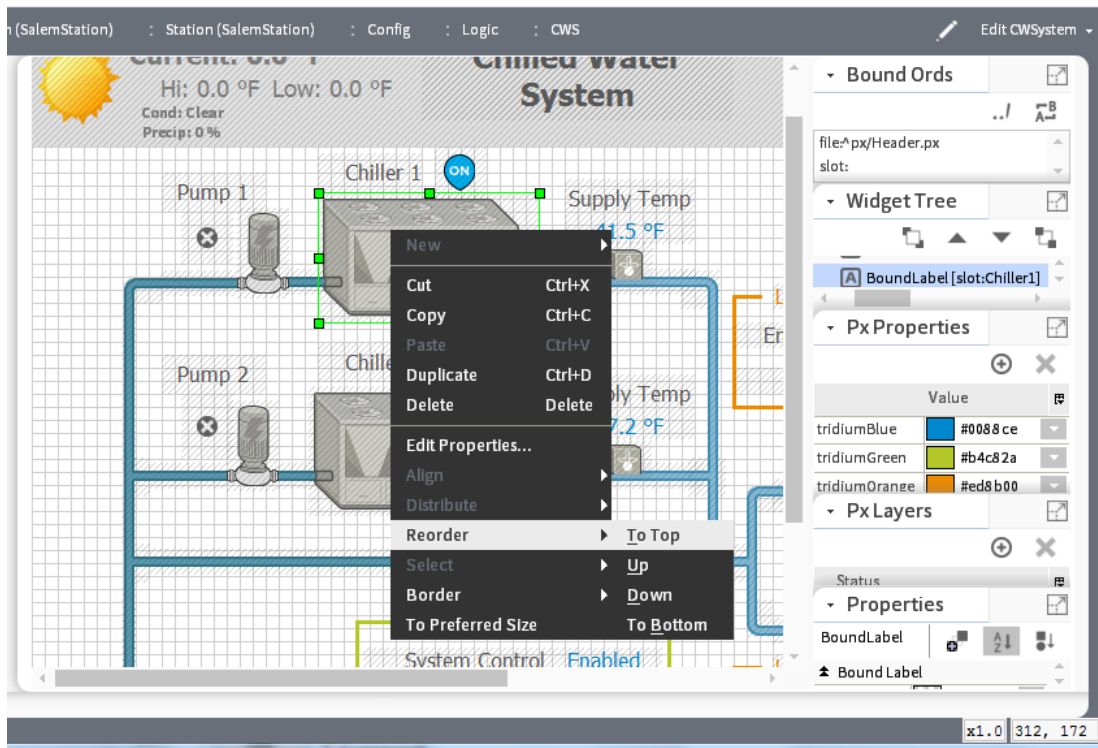 (SalemStation) : Station (SalemStation) : Config : Logic : CWS Edit CWSystem
Current: 0.0 °F
Hi: 0.0 °F Low: 0.0 °F
Cond: Clear
Precip: 0 %
Chilled Water
System
Pump 1
Chiller 1
ON
Supply Temp
41.5 °F
Pump 2
New
Cut Ctrl+X
Copy Ctrl+C
Paste Ctrl+V
Duplicate Ctrl+D
Delete Delete
Edit Properties...
Align
Distribute
Reorder
Select
Border
To Preferred Size
To Top
Up
Down
To Bottom
System Control Enabled
Bound Ords
../
file:^px/Header.px
slot:
Widget Tree
A BoundLabel [slot:Chiller1]
Px Properties
Value
tridiumBlue #0088ce
tridiumGreen #b4c82a
tridiumOrange #ed8b00
Px Layers
Status
Properties
BoundLabel
Bound Label
x1.0 312, 172